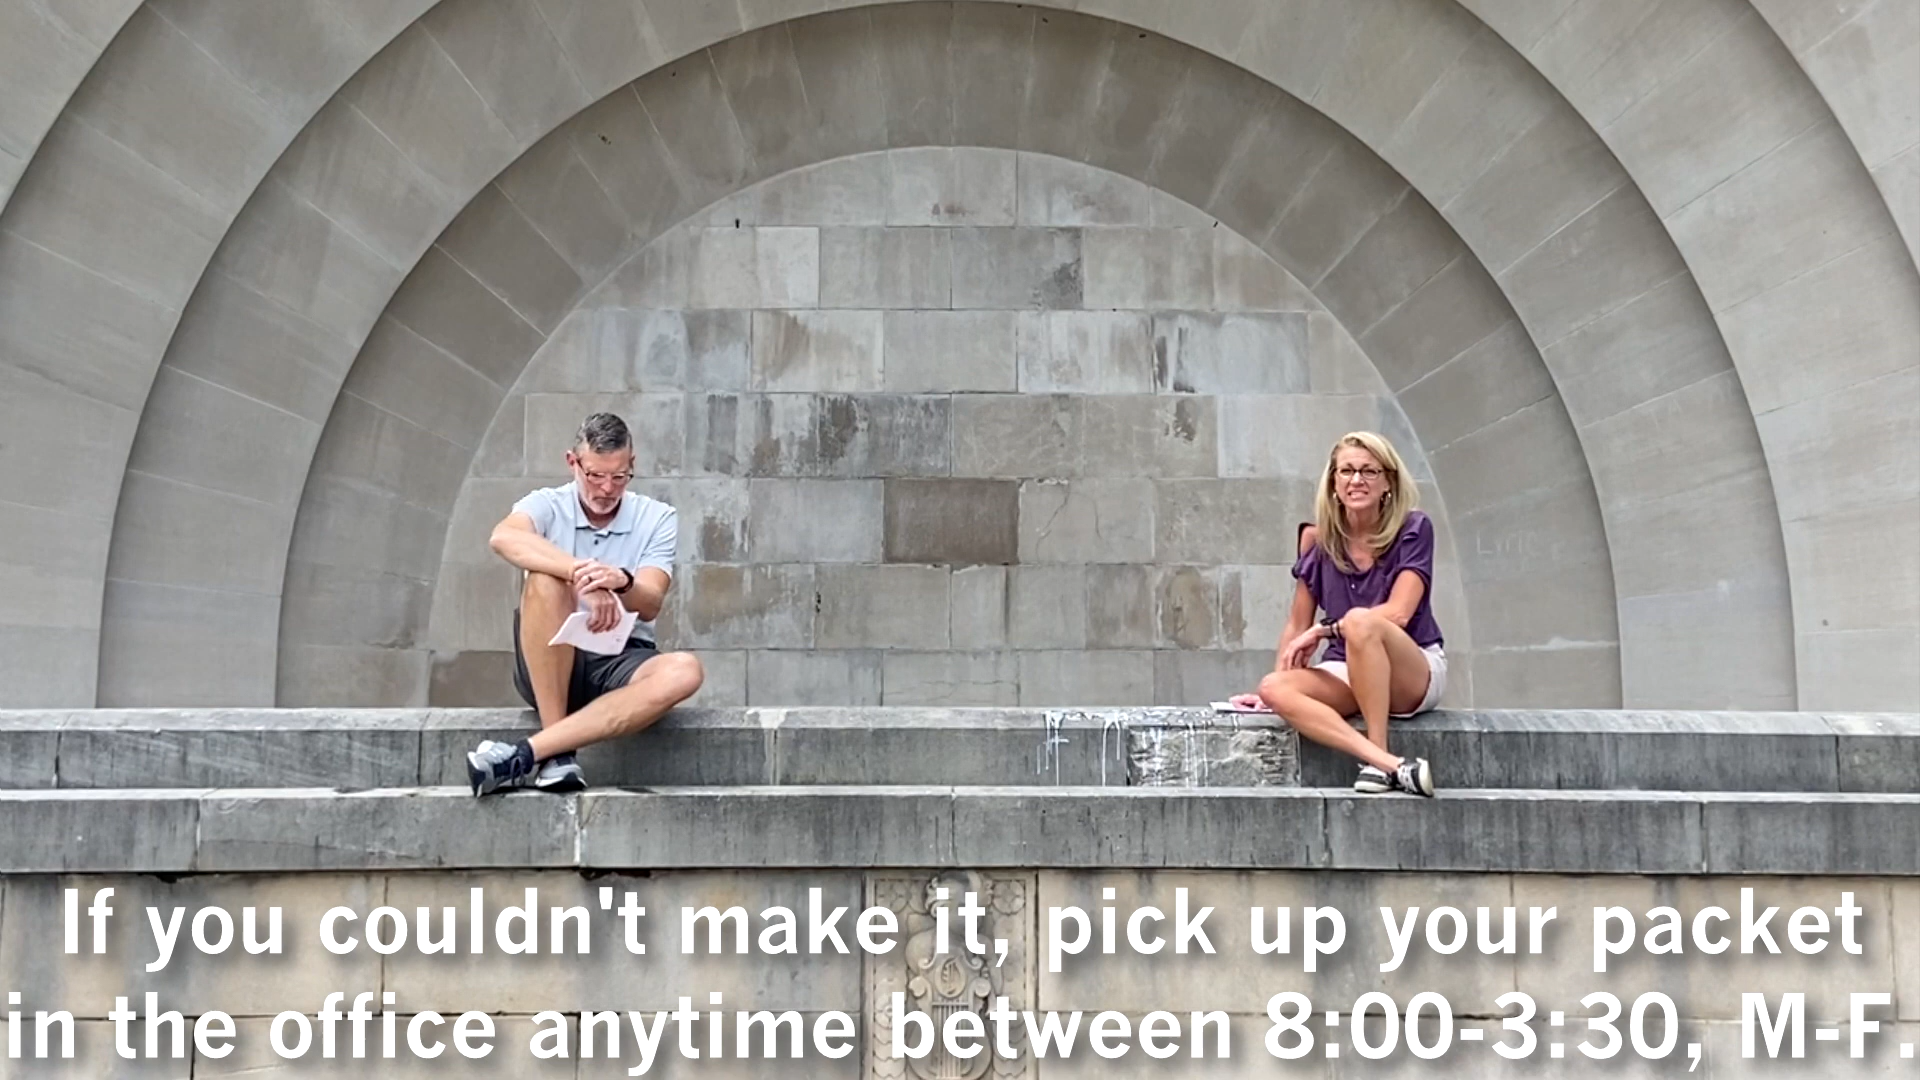 If you couldn't make it, pick up your packet
in the office anytime between 8:00-3:30, M-F.